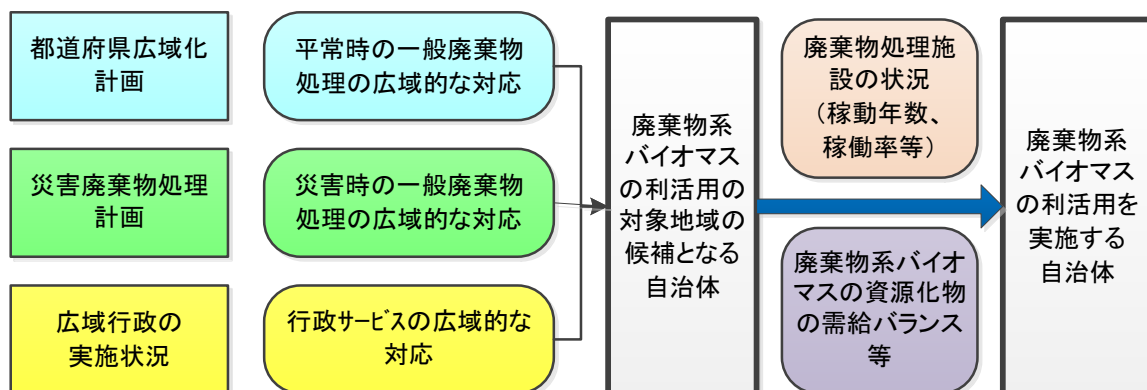 都道府県広域化
計画
平常時の一般廃棄物
処理の広域的な対応
災害廃棄物処理
計画
災害時の一般廃棄物
処理の広域的な対応
広域行政の
実施状況
行政ｻｰﾋﾞｽの広域的な
対応
廃棄物系
バイオマス
の利活用の
対象地域の
候補となる
自治体
廃棄物処理施
設の状況
（稼動年数、
稼働率等）
廃棄物系バイオ
マスの資源化物
の需給バランス
等
廃棄物系
バイオマス
の利活用を
実施する
自治体